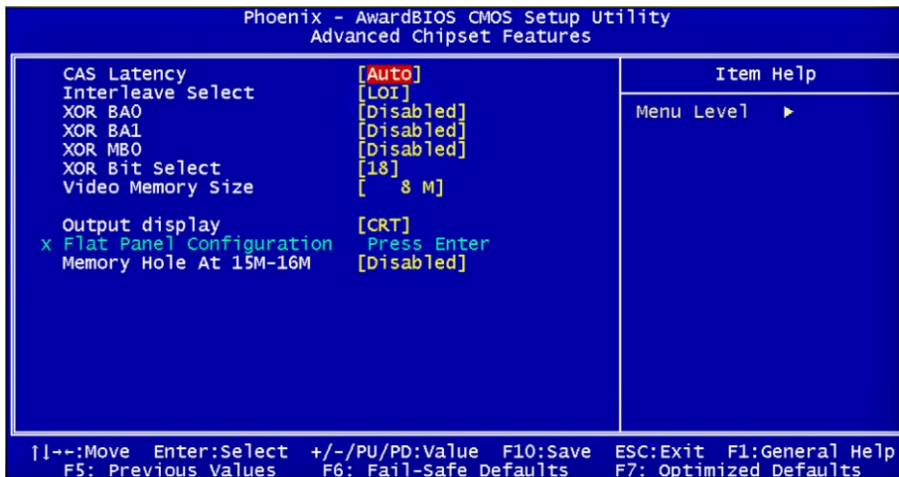 Phoenix - AwardBIOS CMOS Setup Utility
Advanced Chipset Features
CAS Latency [Auto]
Interleave Select [LOI]
XOR BA0 [Disabled]
XOR BA1 [Disabled]
XOR MB0 [Disabled]
XOR Bit Select [18]
Video Memory Size [ 8 M]
Output display [CRT]
x Flat Panel Configuration Press Enter
Memory Hole At 15M-16M [Disabled]
Item Help
Menu Level ►
↑↓→←:Move Enter:Select +/-/PU/PD:Value F10:Save ESC:Exit F1:General Help
F5: Previous Values F6: Fail-Safe Defaults F7: Optimized Defaults